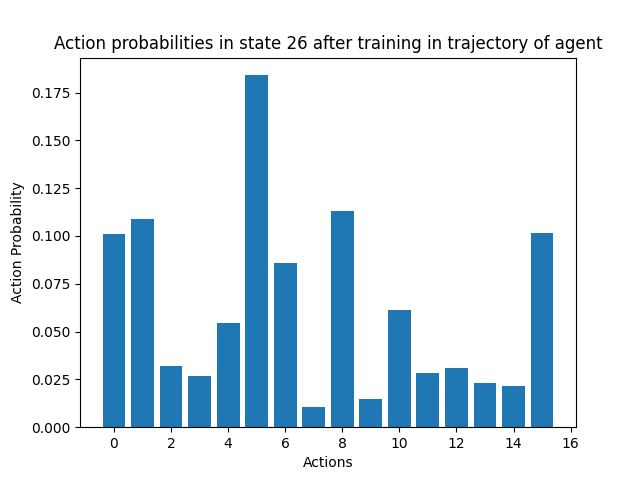 Action probabilities in state 26 after training in trajectory of agent
0.175
0.150
0.125
0.100
0.075
0.050
0.025
0.000
Action Probability
0 2 4 6 8 10 12 14 16
Actions